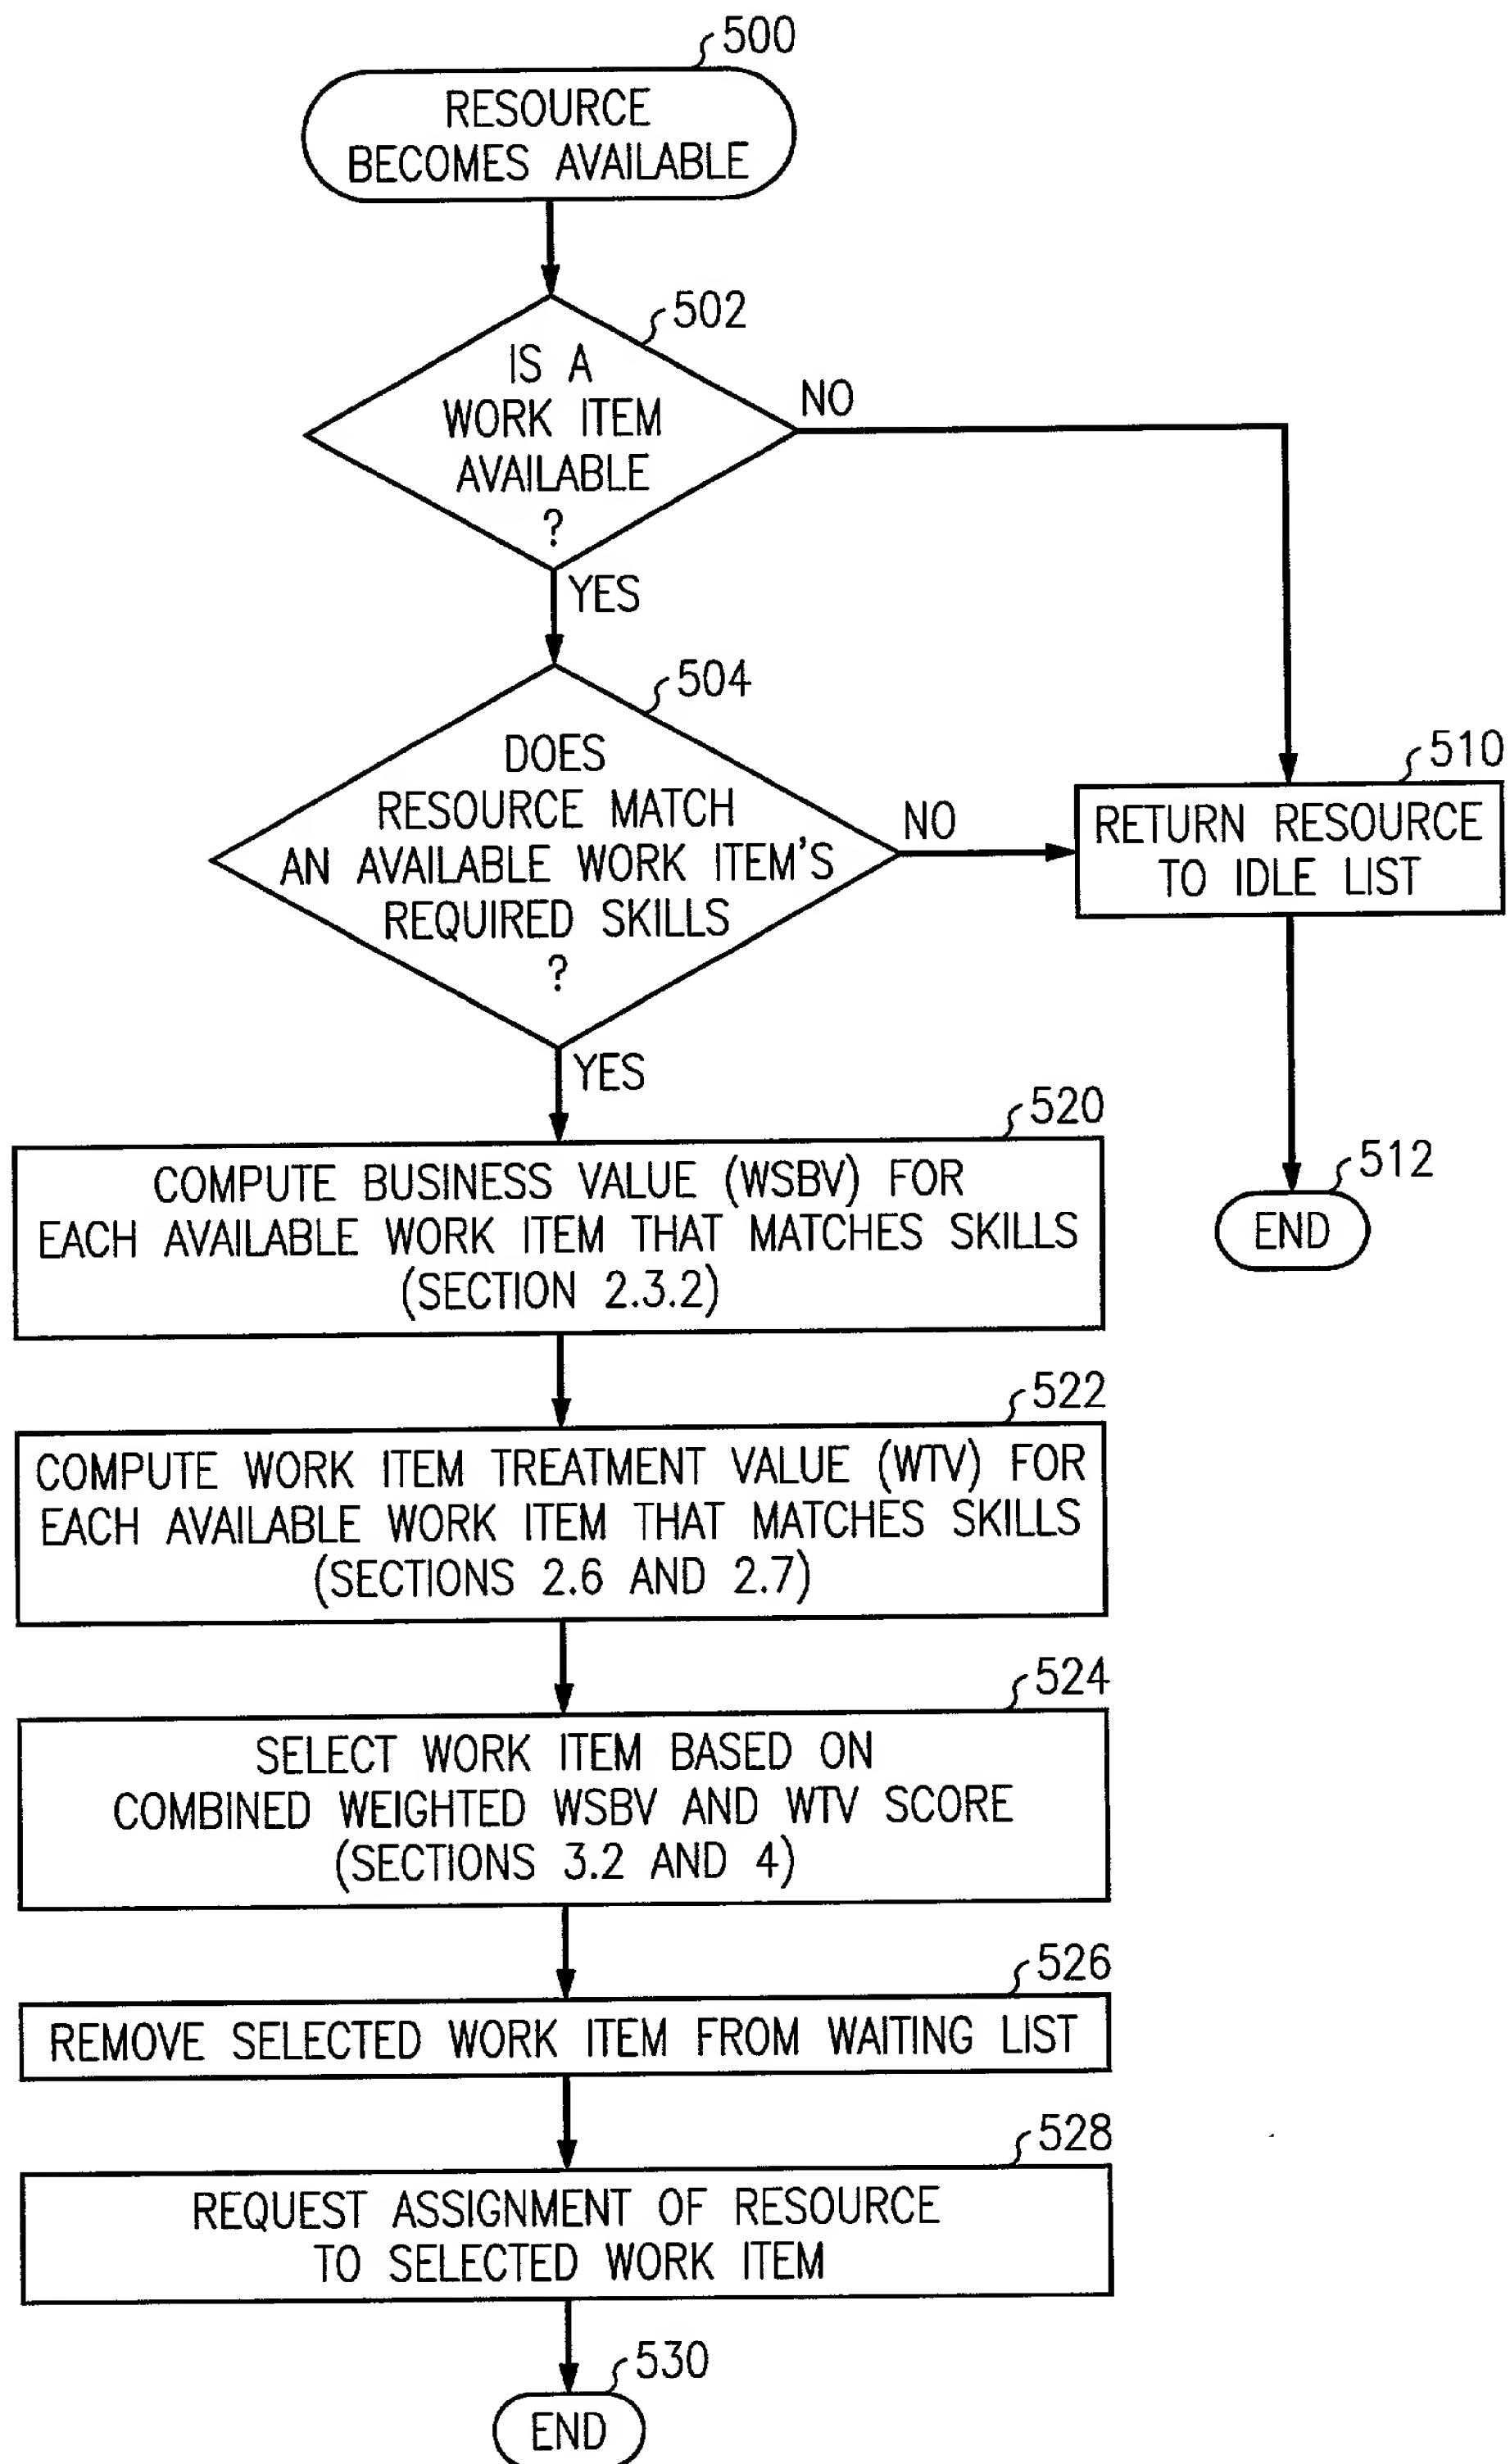 500
RESOURCE
BECOMES AVAILABLE
502
IS A
WORK ITEM
AVAILABLE
?
NO
YES
504
DOES
RESOURCE MATCH
AN AVAILABLE WORK ITEM'S
REQUIRED SKILLS
?
NO
YES
510
RETURN RESOURCE
TO IDLE LIST
512
END
520
COMPUTE BUSINESS VALUE (WSBV) FOR
EACH AVAILABLE WORK ITEM THAT MATCHES SKILLS
(SECTION 2.3.2)
522
COMPUTE WORK ITEM TREATMENT VALUE (WTV) FOR
EACH AVAILABLE WORK ITEM THAT MATCHES SKILLS
(SECTIONS 2.6 AND 2.7)
524
SELECT WORK ITEM BASED ON
COMBINED WEIGHTED WSBV AND WTV SCORE
(SECTIONS 3.2 AND 4)
526
REMOVE SELECTED WORK ITEM FROM WAITING LIST
528
REQUEST ASSIGNMENT OF RESOURCE
TO SELECTED WORK ITEM
530
END